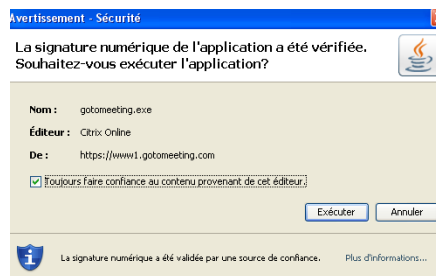 Avertissement - Sécurité
La signature numérique de l'application a été vérifiée.
Souhaitez-vous exécuter l'application?
Nom : gotomeeting.exe
Éditeur : Citrix Online
De : https://www1.gotomeeting.com
Toujours faire confiance au contenu provenant de cet éditeur.
Exécuter Annuler
La signature numérique a été validée par une source de confiance. Plus d'informations...